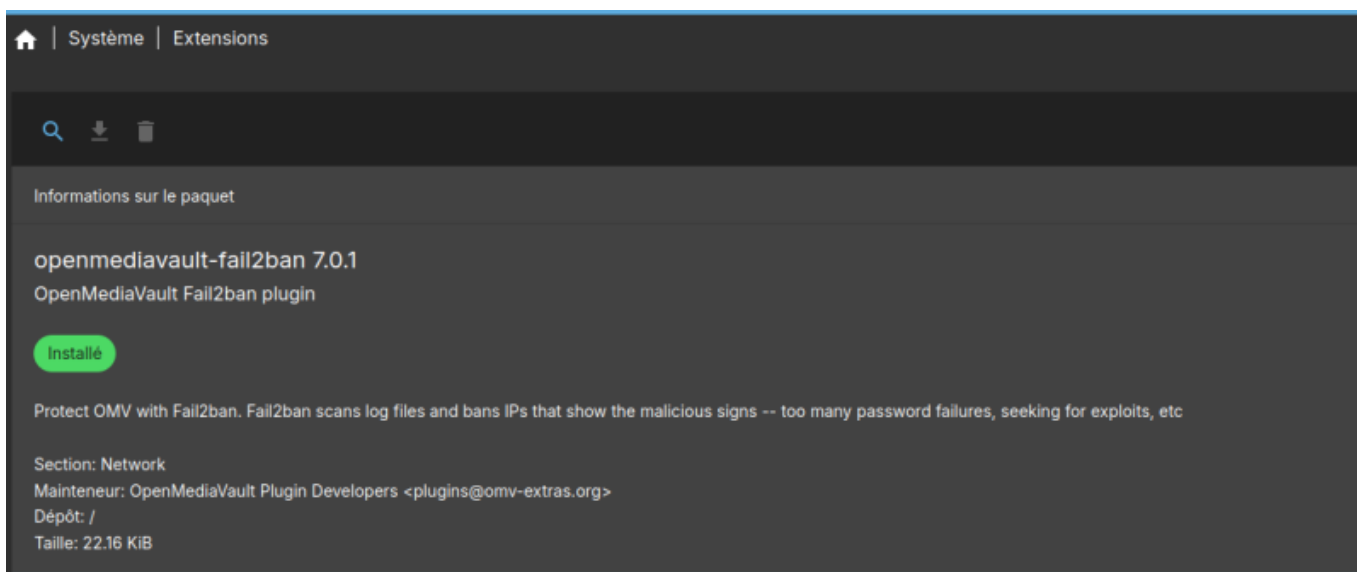 | Système | Extensions
Informations sur le paquet
openmediavault-fail2ban 7.0.1
OpenMediaVault Fail2ban plugin
Installé
Protect OMV with Fail2ban. Fail2ban scans log files and bans IPs that show the malicious signs -- too many password failures, seeking for exploits, etc
Section: Network
Mainteneur: OpenMediaVault Plugin Developers <plugins@omv-extras.org>
Dépôt: /
Taille: 22.16 KiB